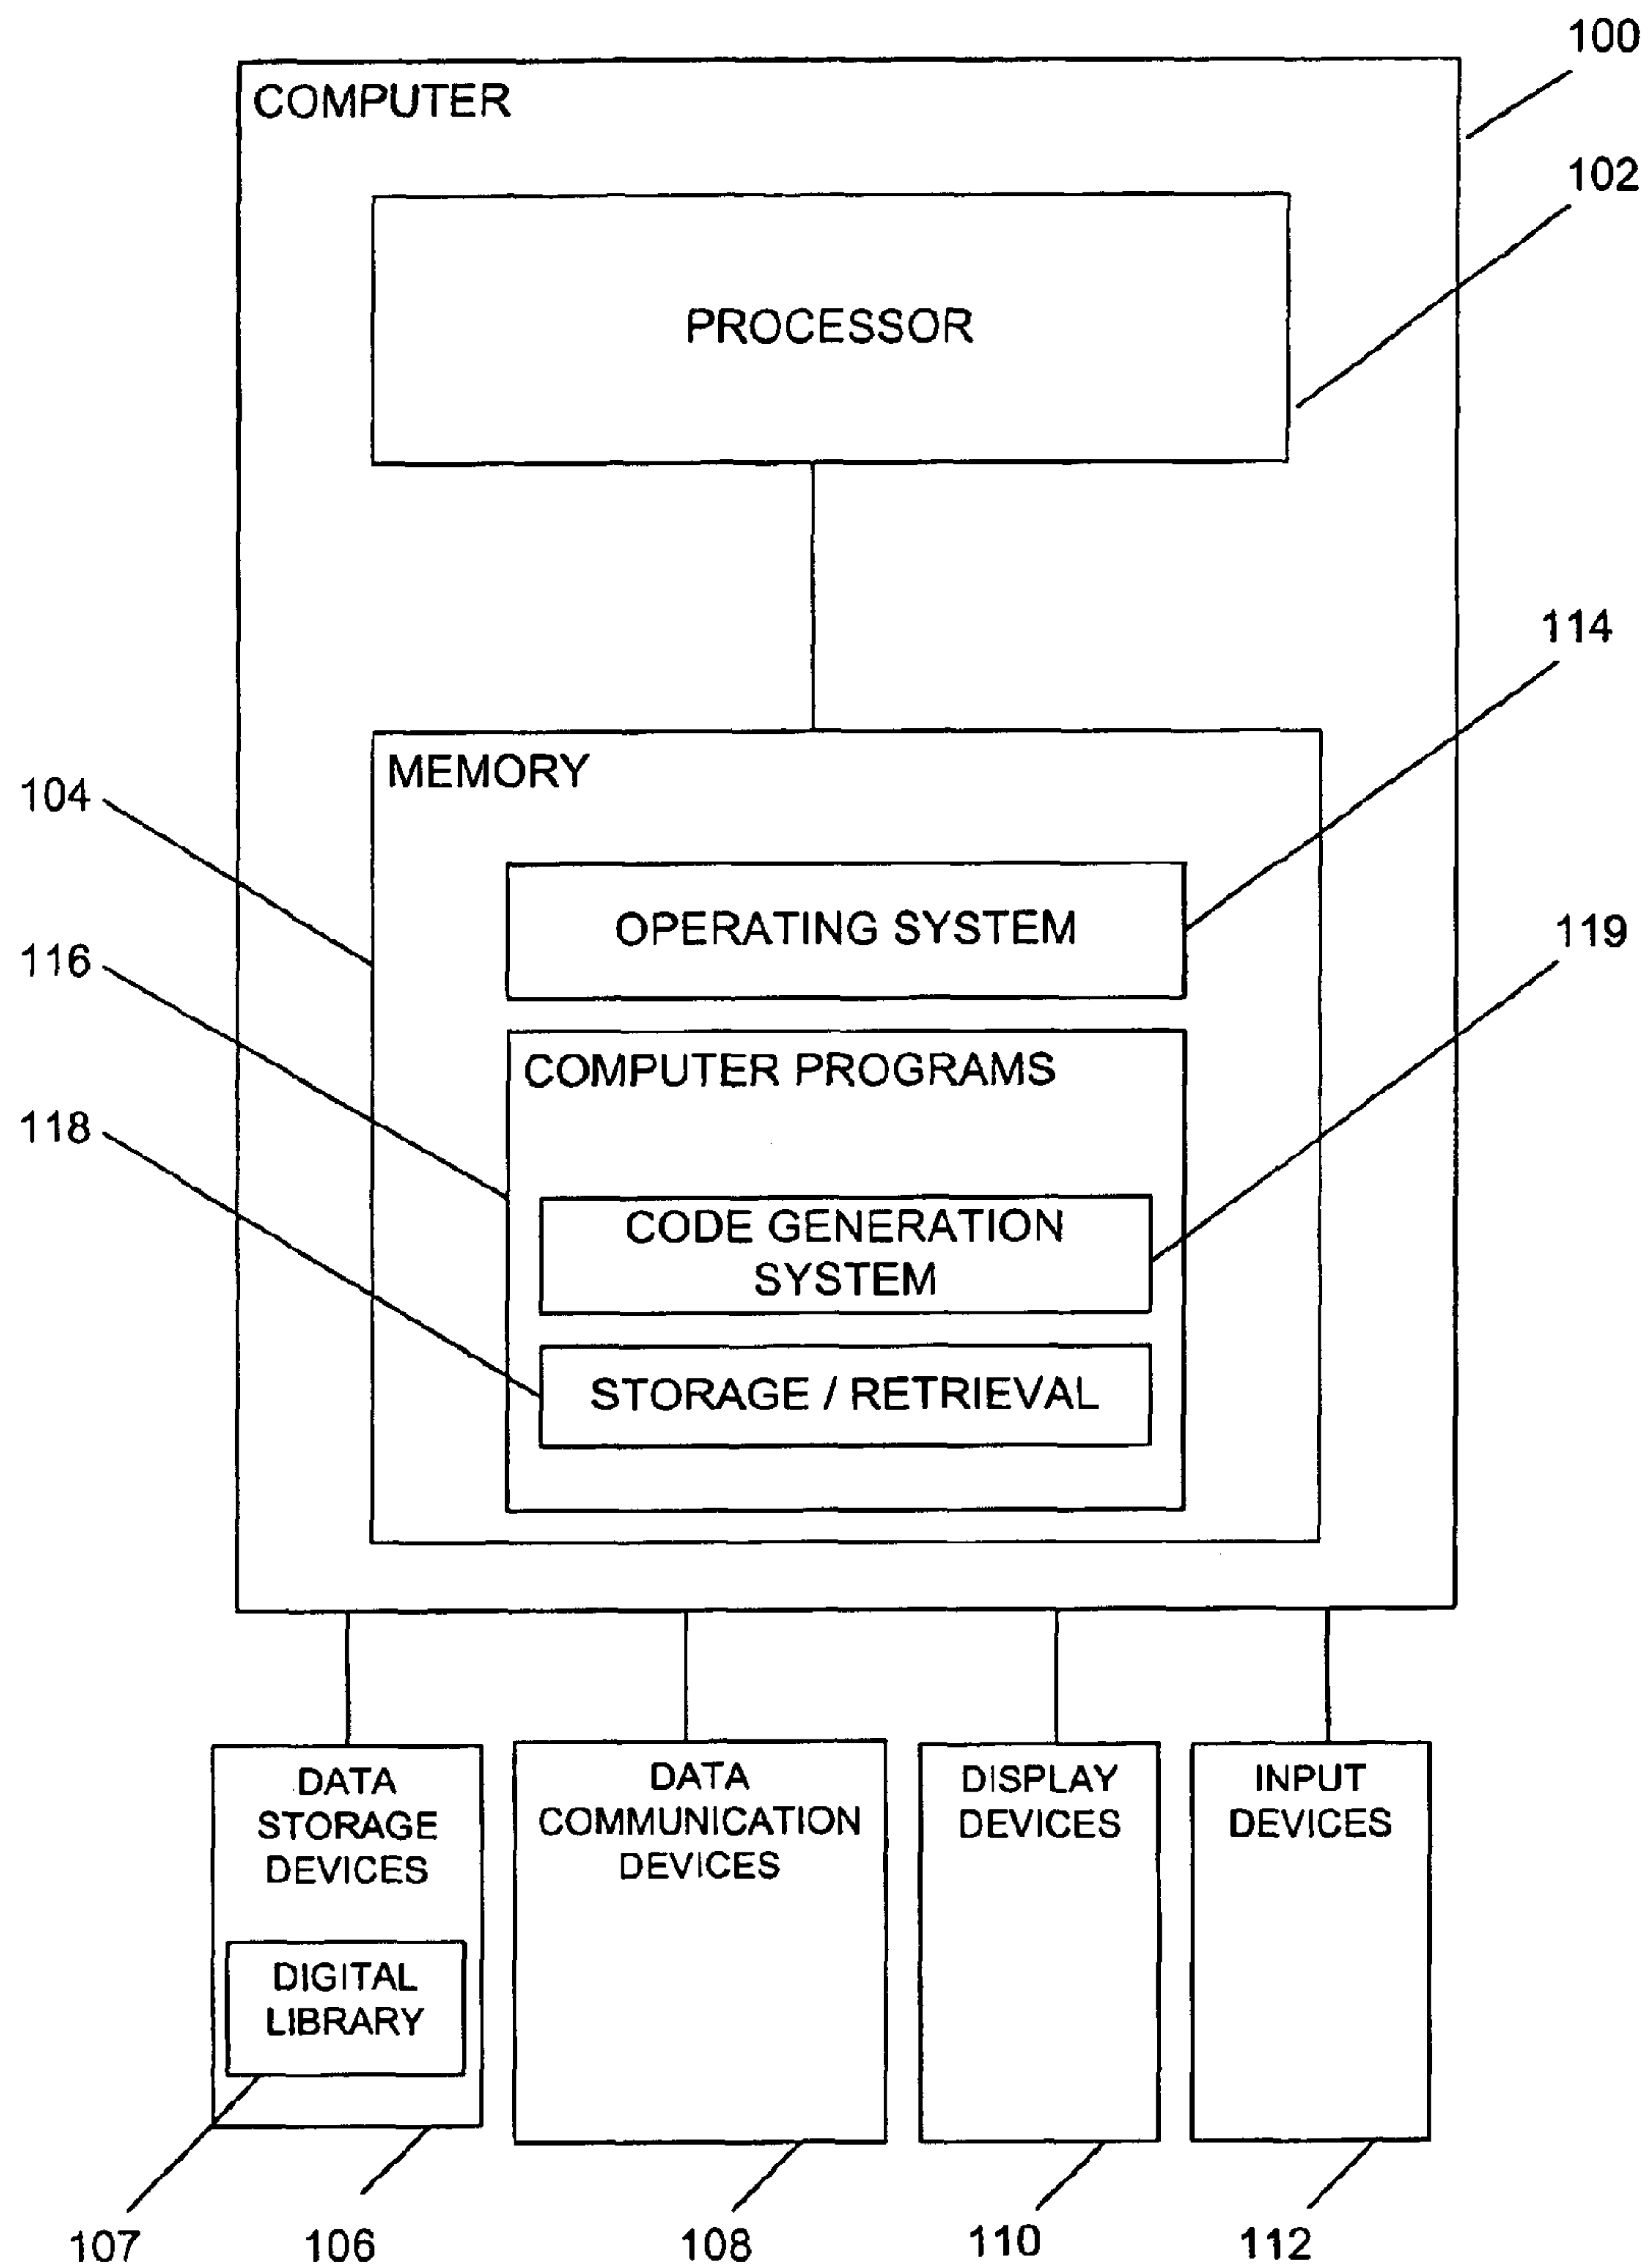 100
COMPUTER
102
PROCESSOR
114
MEMORY
104
OPERATING SYSTEM
119
116
COMPUTER PROGRAMS
118
CODE GENERATION
SYSTEM
STORAGE / RETRIEVAL
DATA
STORAGE
DEVICES
DIGITAL
LIBRARY
DATA
COMMUNICATION
DEVICES
DISPLAY
DEVICES
INPUT
DEVICES
107
106
108
110
112